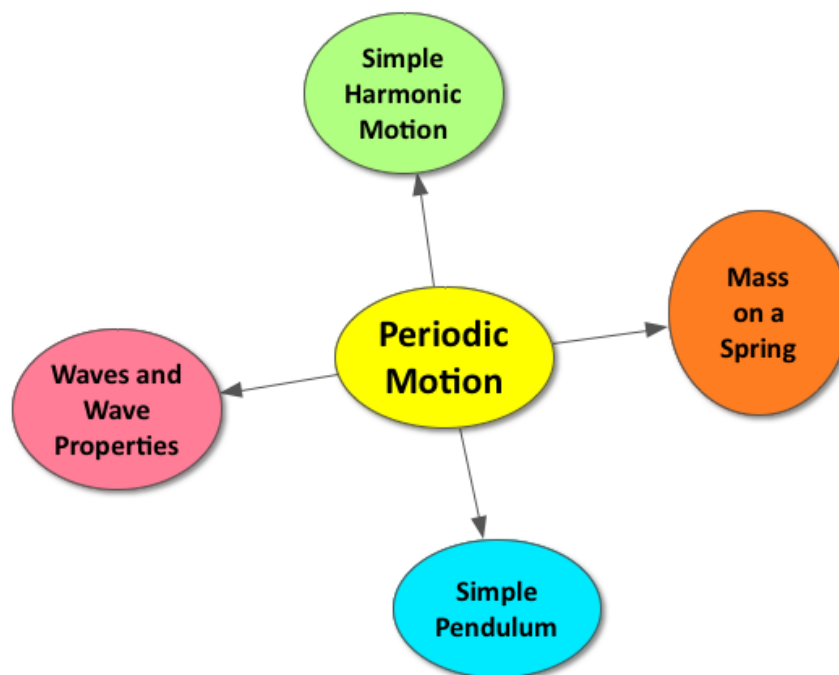 Simple
Harmonic
Motion
Mass
on a
Spring
Periodic
Motion
Waves and
Wave
Properties
Simple
Pendulum